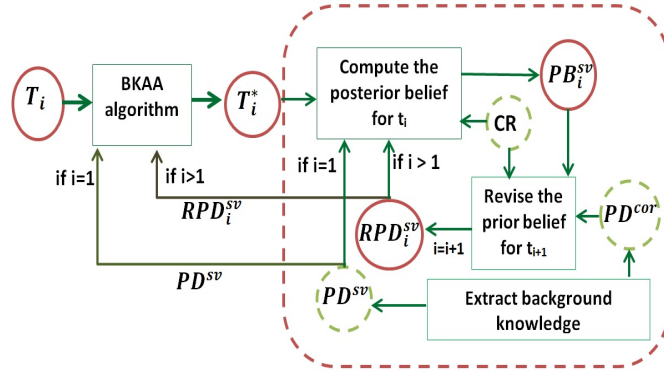 BKAA
algorithm
Compute the
posterior belief
for t_i
PB_i^{sv}
T_i
T_i^*
CR
if i=1
if i>1
if i=1
if i > 1
RPD_i^{sv}
Revise the
prior belief
for t_{i+1}
PD^{cor}
RPD_i^{sv}
i=i+1
PD^{sv}
PD^{sv}
Extract background
knowledge